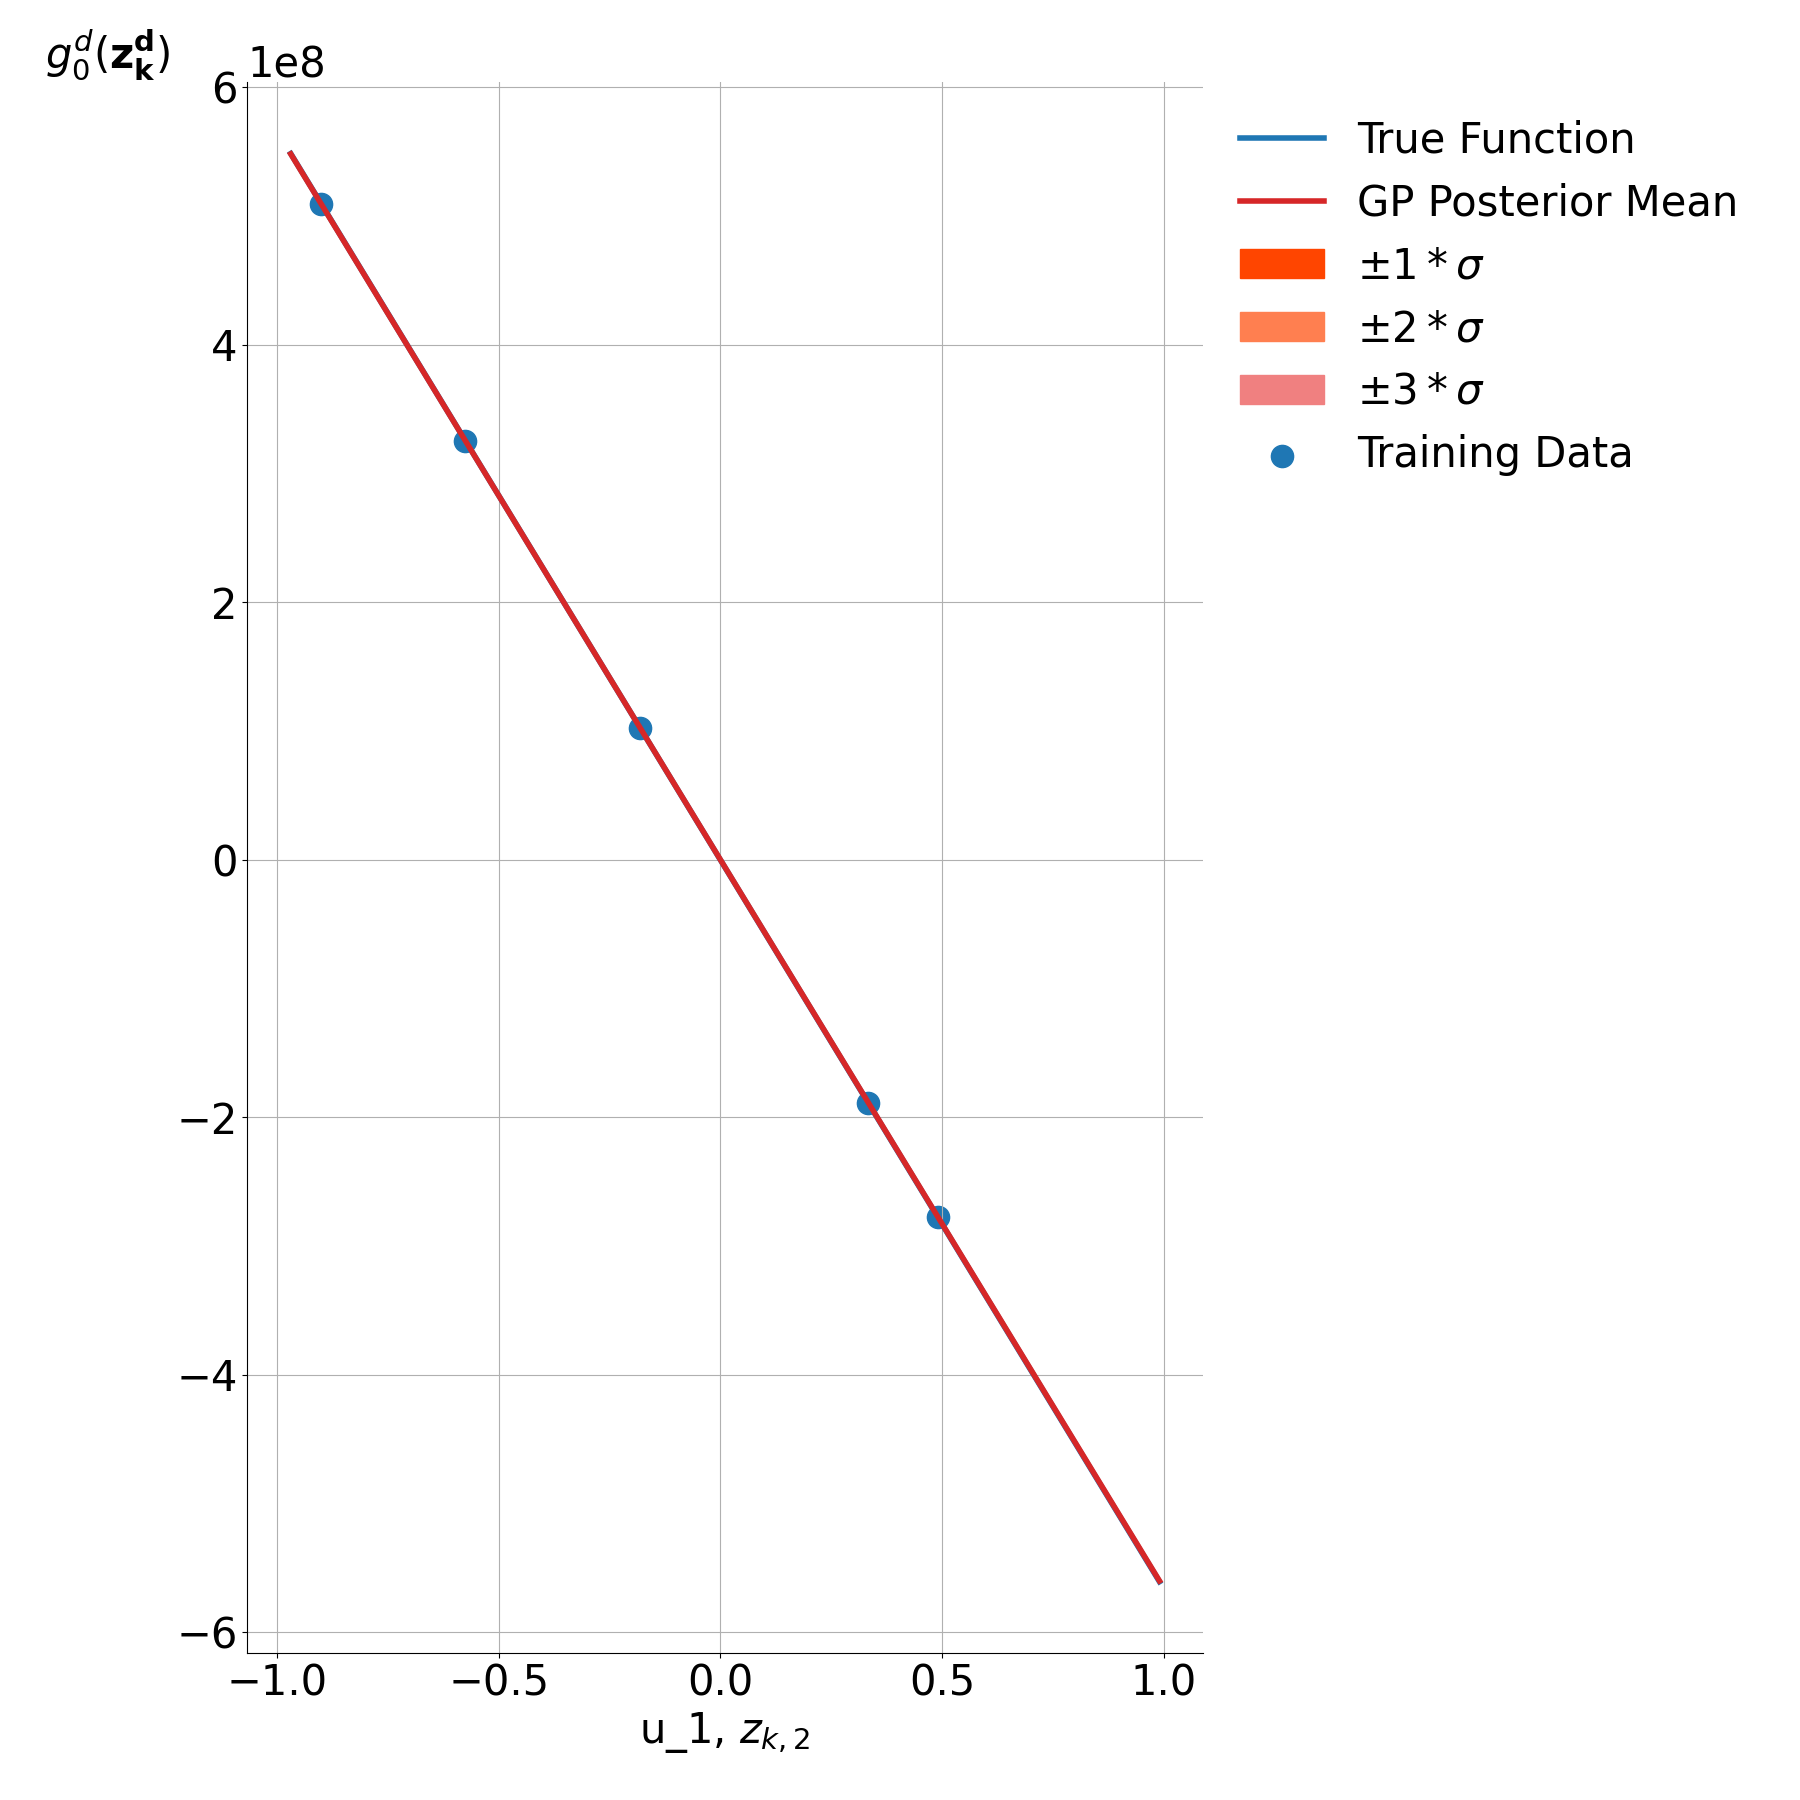 g_0^d(z_k^d)
1e8
6
4
2
0
−2
−4
−6
−1.0 −0.5 0.0 0.5 1.0
u_1, z_{k, 2}
True Function
GP Posterior Mean
±1 * σ
±2 * σ
±3 * σ
Training Data